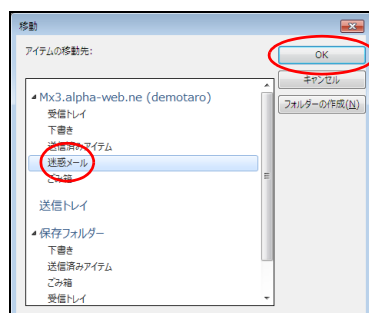 移動
アイテムの移動先:
OK
キャンセル
フォルダーの作成(N)
Mx3.alpha-web.ne (demotaro)
受信トレイ
下書き
送信済みアイテム
迷惑メール
ごみ箱
送信トレイ
保存フォルダー
下書き
送信済みアイテム
ごみ箱
受信トレイ